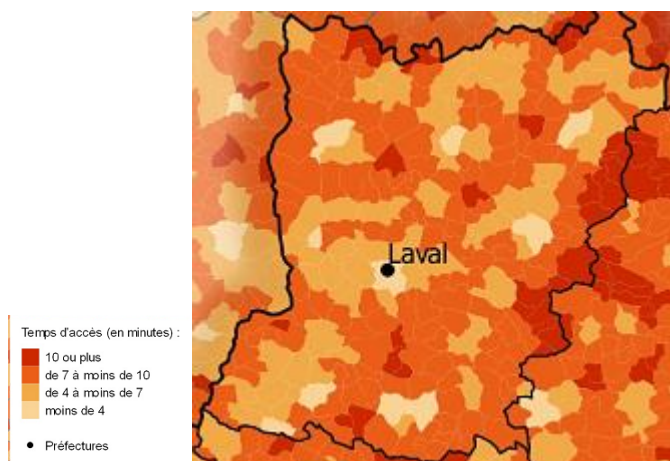 Laval
Temps d'accès (en minutes) :
10 ou plus
de 7 à moins de 10
de 4 à moins de 7
moins de 4
Préfectures